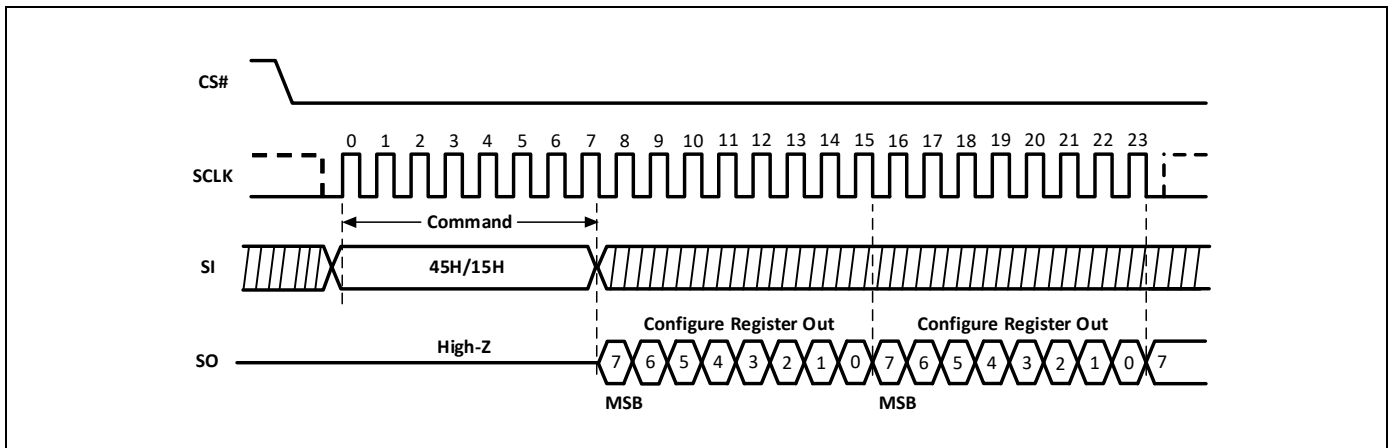 CS#
0 1 2 3 4 5 6 7 8 9 10 11 12 13 14 15 16 17 18 19 20 21 22 23
SCLK
Command
SI
45H/15H
Configure Register Out Configure Register Out
High-Z
SO
7 6 5 4 3 2 1 0 7 6 5 4 3 2 1 0 7
MSB MSB